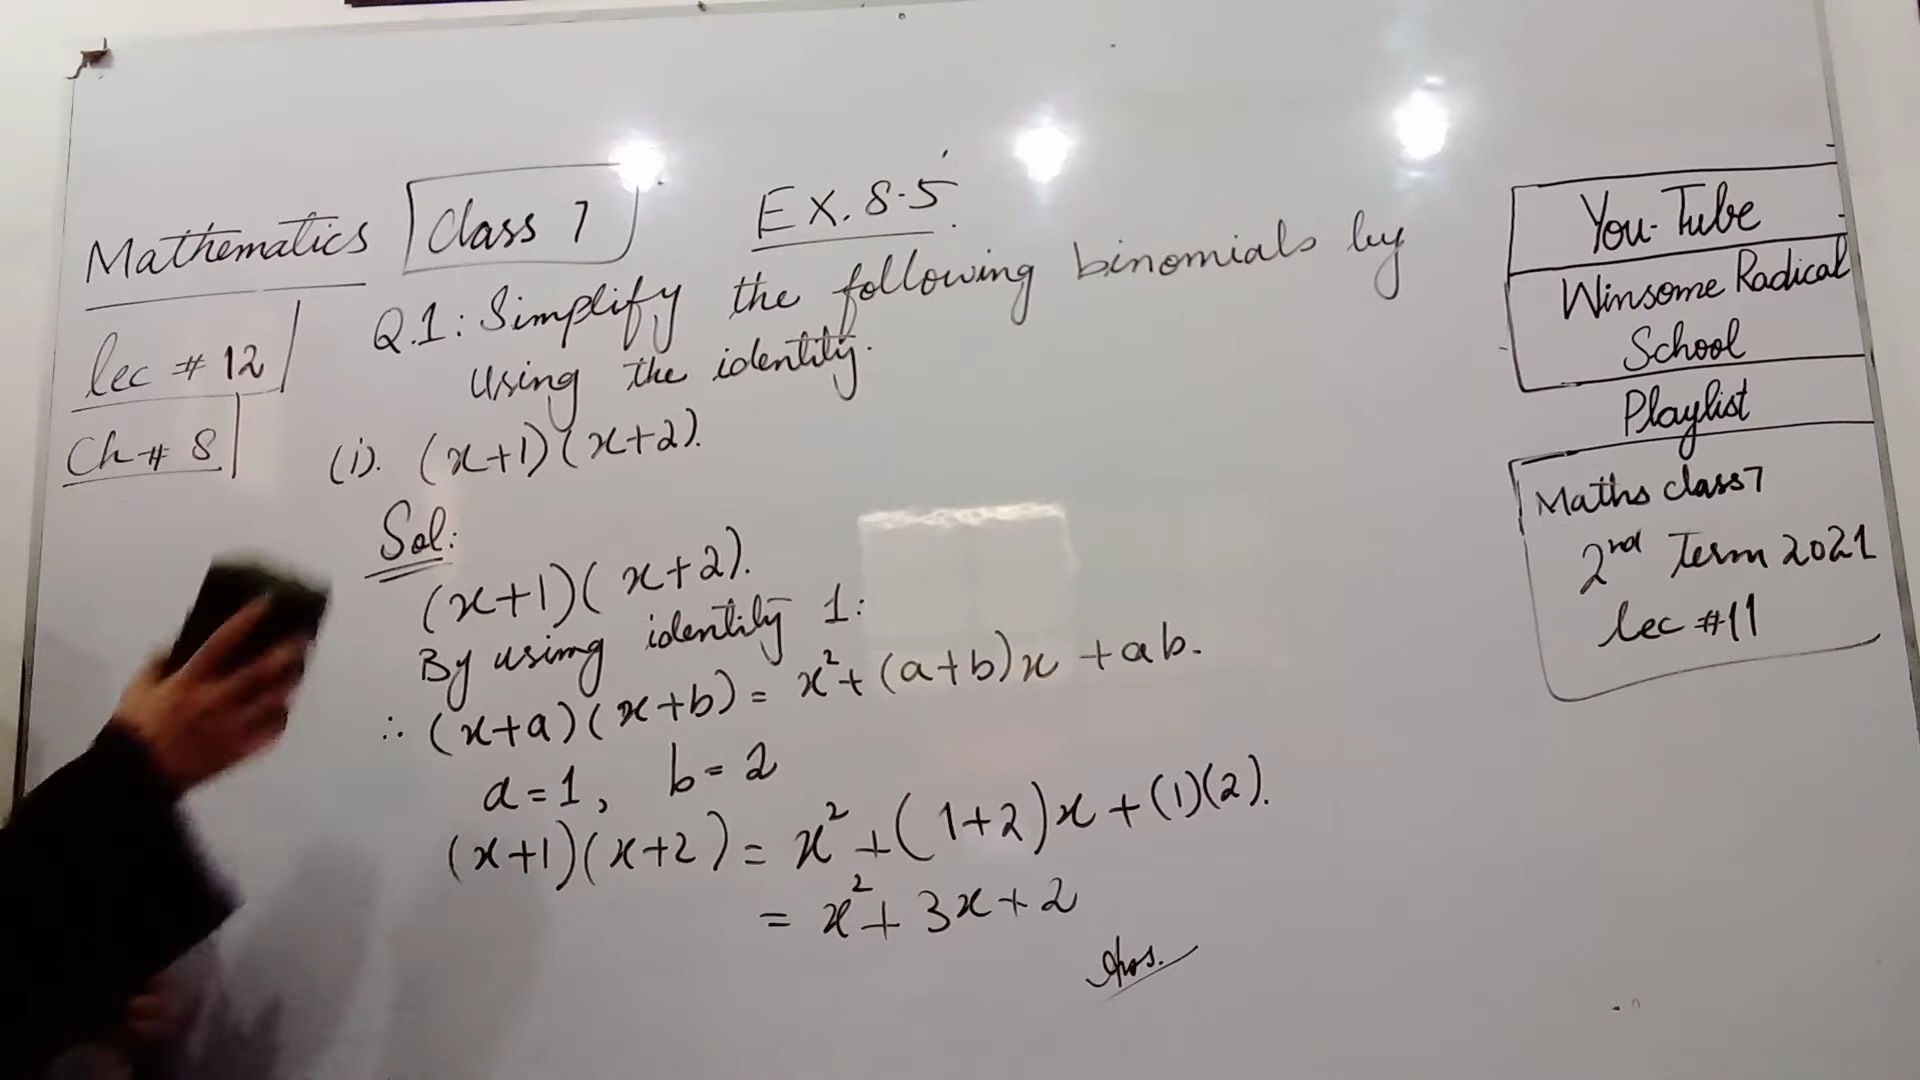 Mathematics
Class 7
EX. 8.5
lec # 12
Ch # 8
Q.1: Simplify the following binomials by
using the identity.
(i). (x+1)(x+2).
Sol:
(x+1)(x+2).
By using identity 1:
∴ (x+a)(x+b) = x²+(a+b)x+ab.
a=1, b=2
(x+1)(x+2) = x²+(1+2)x+(1)(2).
= x²+3x+2
Ans.
You-Tube
Winsome Radical
School
Playlist
Maths class 7
2nd Term 2021
lec #11